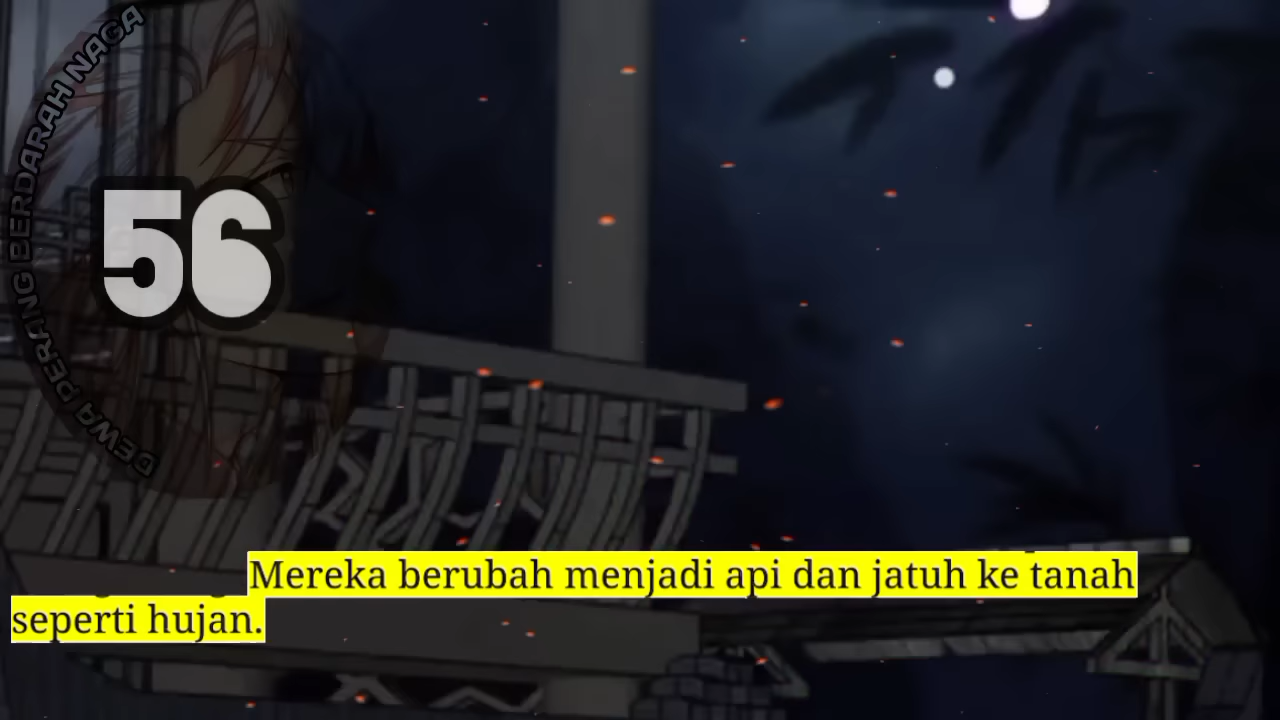 DEWA PERANG BERDARAH NAGA
56
Mereka berubah menjadi api dan jatuh ke tanah
seperti hujan.